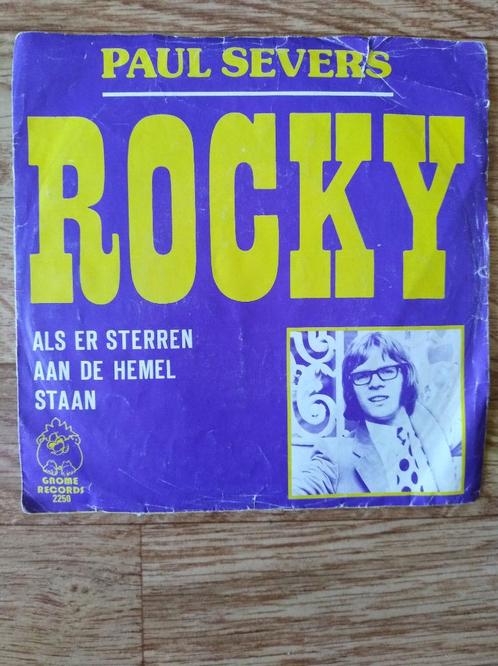 PAUL SEVERS
ROCKY
ALS ER STERREN
AAN DE HEMEL
STAAN
GNOME
RECORDS
2250